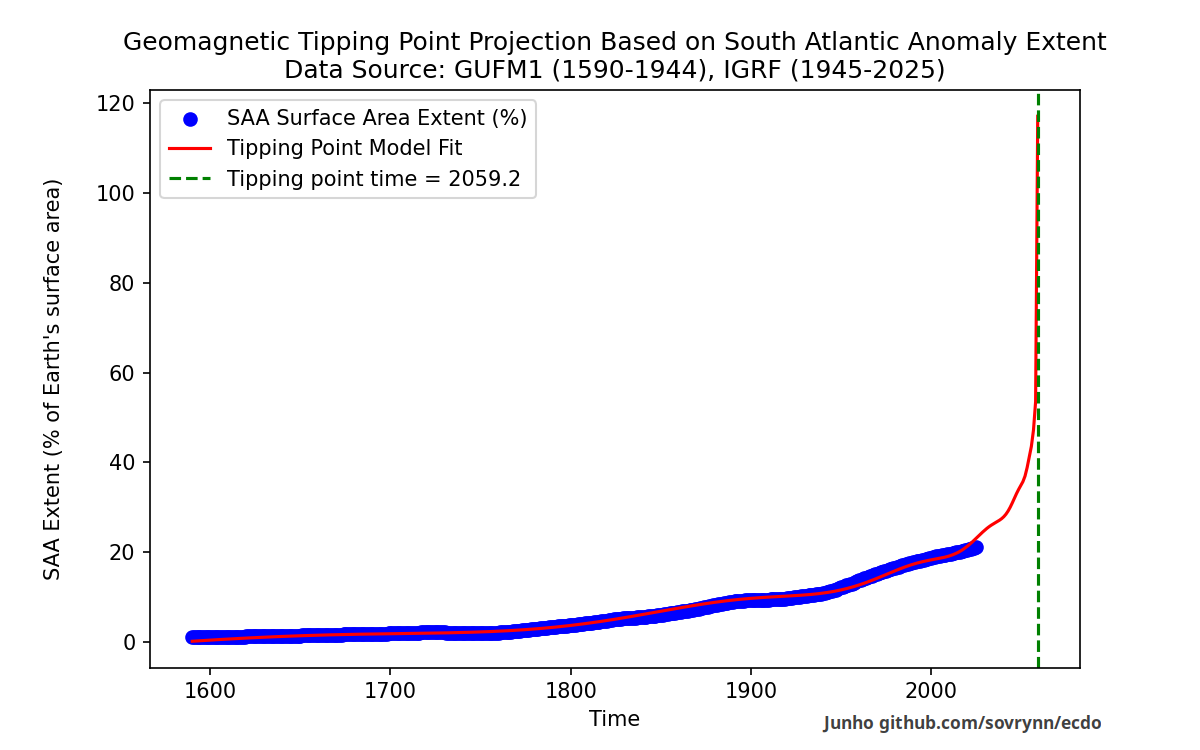 Geomagnetic Tipping Point Projection Based on South Atlantic Anomaly Extent
Data Source: GUFM1 (1590-1944), IGRF (1945-2025)
SAA Surface Area Extent (%)
Tipping Point Model Fit
Tipping point time = 2059.2
SAA Extent (% of Earth's surface area)
120
100
80
60
40
20
0
1600 1700 1800 1900 2000
Time
Junho github.com/sovrynn/ecdo